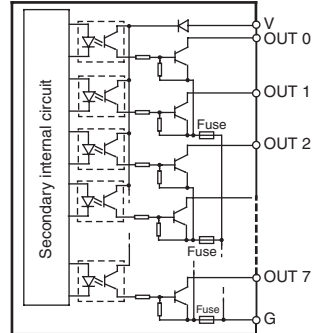 V
OUT 0
OUT 1
Fuse
OUT 2
Secondary internal circuit
Fuse
OUT 7
Fuse
G